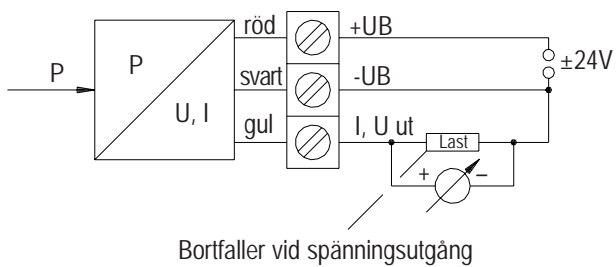 röd
+UB
P
P
svart
-UB
±24V
U, I
gul
I, U ut
Last
+
−
Bortfaller vid spänningsutgång